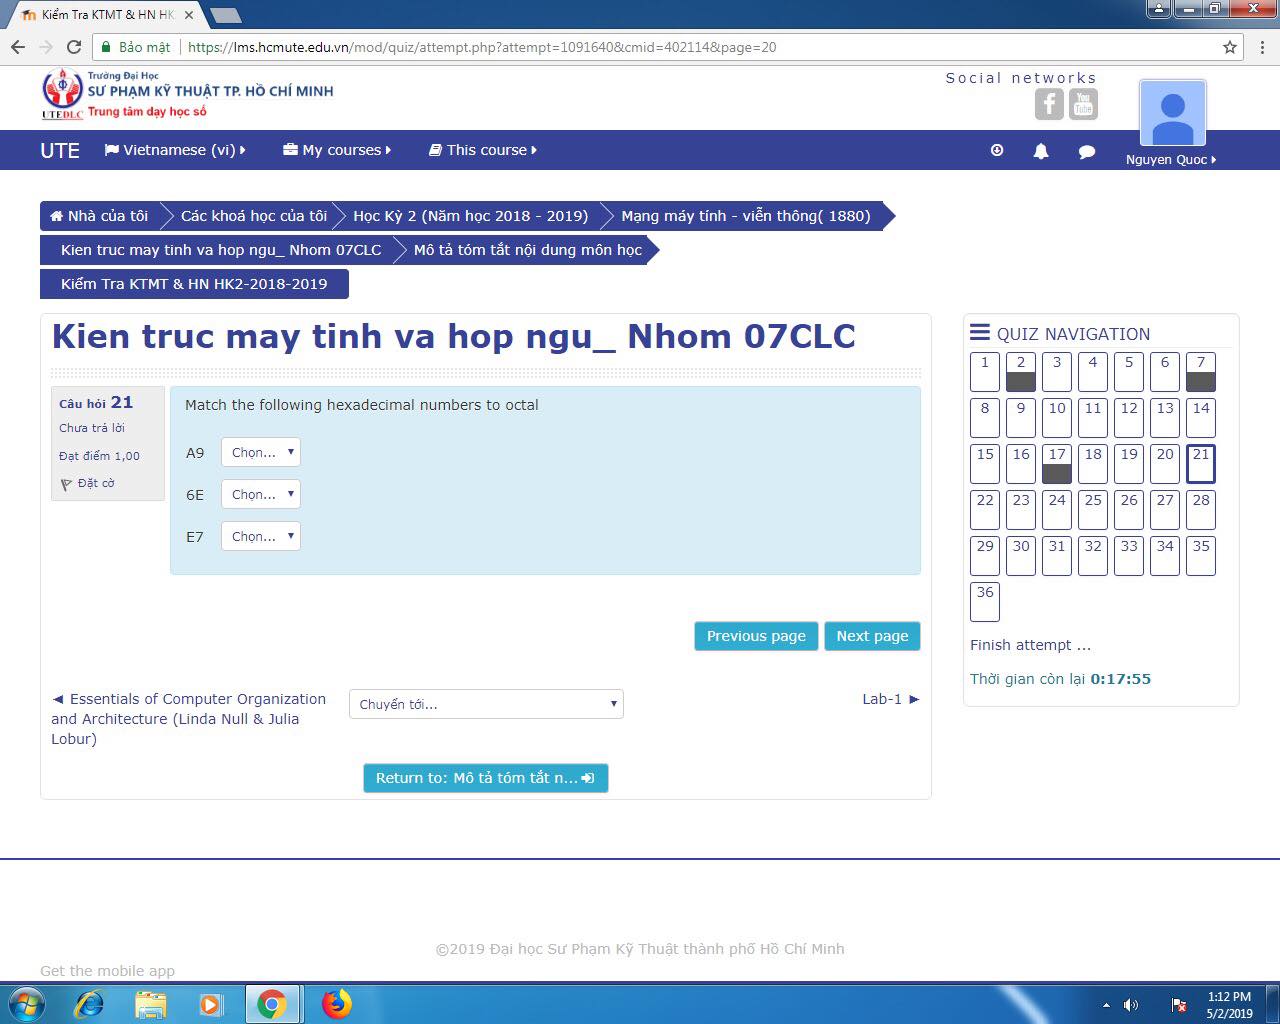 Kiểm Tra KTMT & HN HK
Bảo mật
https://lms.hcmute.edu.vn/mod/quiz/attempt.php?attempt=1091640&cmid=402114&page=20
Trường Đại Học
SƯ PHẠM KỸ THUẬT TP. HỒ CHÍ MINH
UTEDLC Trung tâm dạy học số
Social networks
You
Tube
UTE
Vietnamese (vi)
My courses
This course
Nguyen Quoc
Nhà của tôi
Các khoá học của tôi
Học Kỳ 2 (Năm học 2018 - 2019)
Mạng máy tính - viễn thông( 1880)
Kien truc may tinh va hop ngu_ Nhom 07CLC
Mô tả tóm tắt nội dung môn học
Kiểm Tra KTMT & HN HK2-2018-2019
Kien truc may tinh va hop ngu_ Nhom 07CLC
Câu hỏi 21
Chưa trả lời
Đạt điểm 1,00
Đặt cờ
Match the following hexadecimal numbers to octal
A9 Chọn...
6E Chọn...
E7 Chọn...
Previous page
Next page
◄ Essentials of Computer Organization
and Architecture (Linda Null & Julia
Lobur)
Chuyển tới...
Lab-1 ►
Return to: Mô tả tóm tắt n...
QUIZ NAVIGATION
1 2 3 4 5 6 7
8 9 10 11 12 13 14
15 16 17 18 19 20 21
22 23 24 25 26 27 28
29 30 31 32 33 34 35
36
Finish attempt ...
Thời gian còn lại 0:17:55
©2019 Đại học Sư Phạm Kỹ Thuật thành phố Hồ Chí Minh
Get the mobile app
1:12 PM
5/2/2019